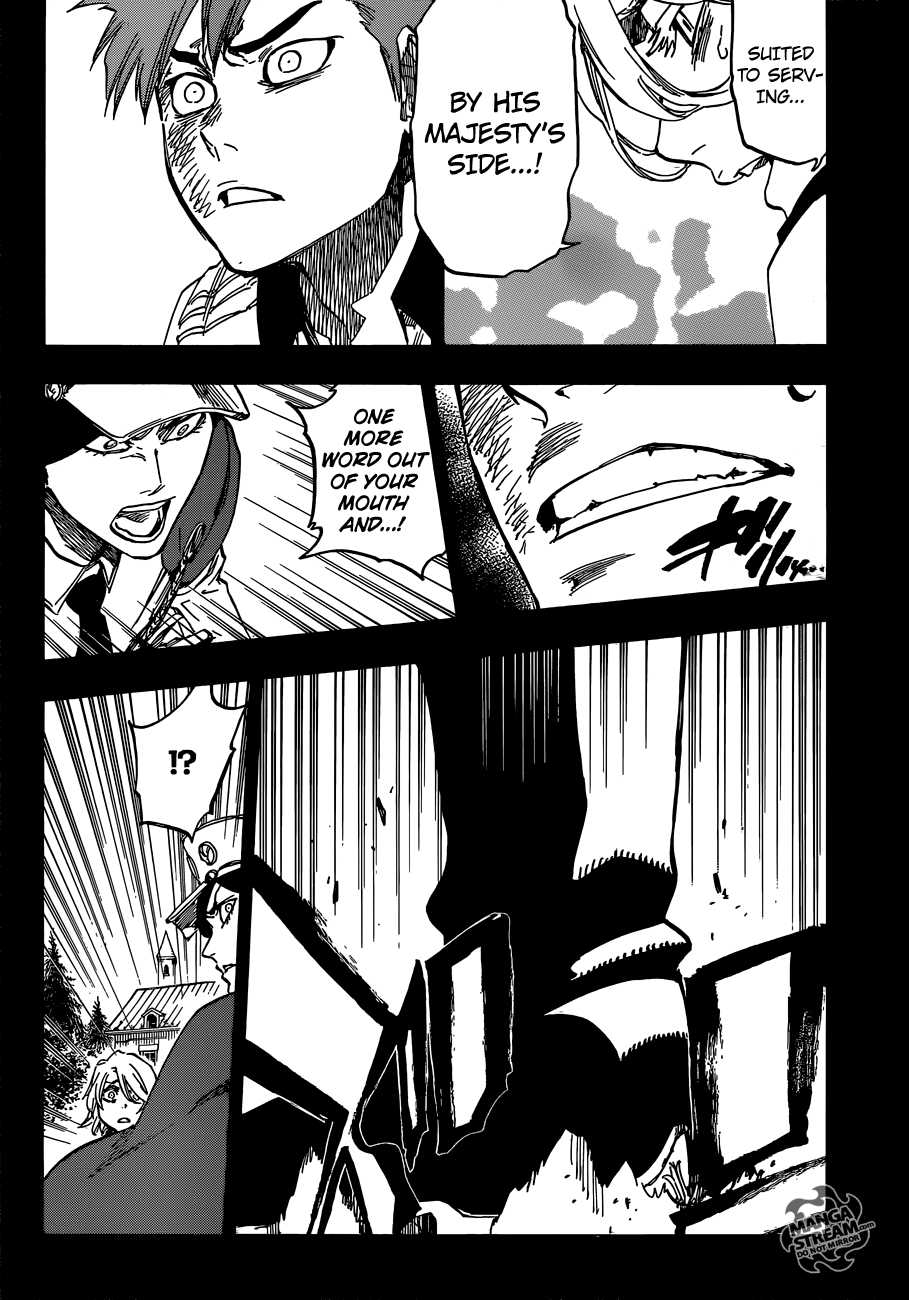 SUITED
TO SERV-
ING...
BY HIS
MAJESTY'S
SIDE...!
ONE
MORE
WORD OUT
OF YOUR
MOUTH
AND...!
!?
MANGA
STREAM.com
DO NOT MIRROR